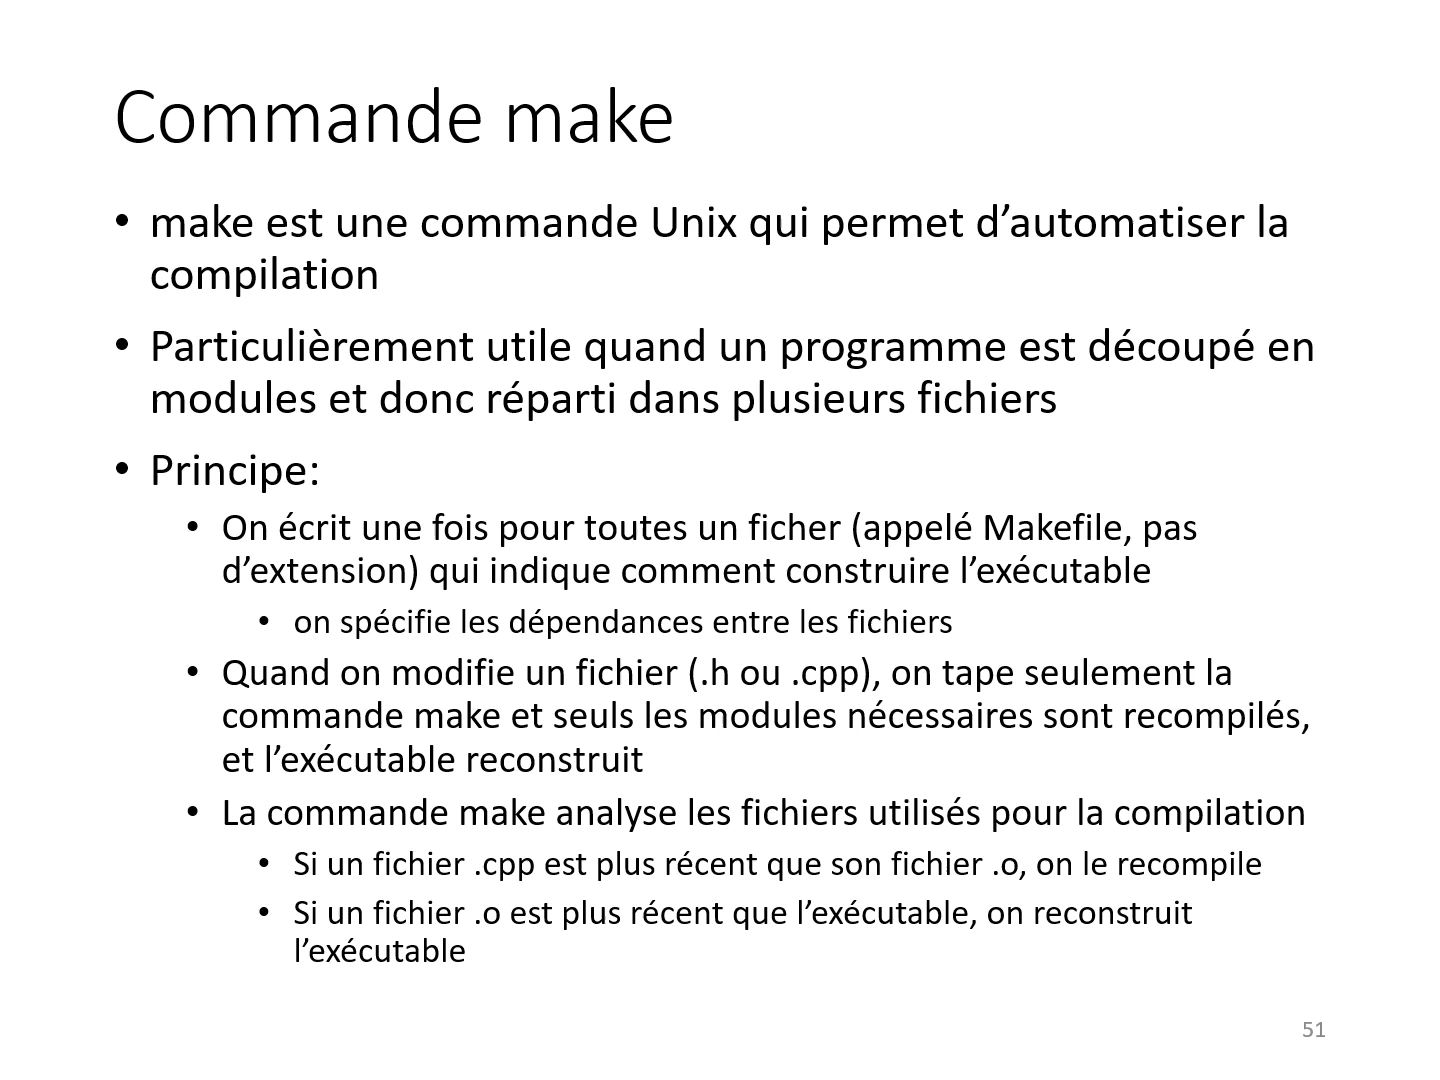 Commande make
• make est une commande Unix qui permet d’automatiser la
compilation
• Particulièrement utile quand un programme est découpé en
modules et donc réparti dans plusieurs fichiers
• Principe:
• On écrit une fois pour toutes un ficher (appelé Makefile, pas
d’extension) qui indique comment construire l’exécutable
• on spécifie les dépendances entre les fichiers
• Quand on modifie un fichier (.h ou .cpp), on tape seulement la
commande make et seuls les modules nécessaires sont recompilés,
et l’exécutable reconstruit
• La commande make analyse les fichiers utilisés pour la compilation
• Si un fichier .cpp est plus récent que son fichier .o, on le recompile
• Si un fichier .o est plus récent que l’exécutable, on reconstruit
l’exécutable
51